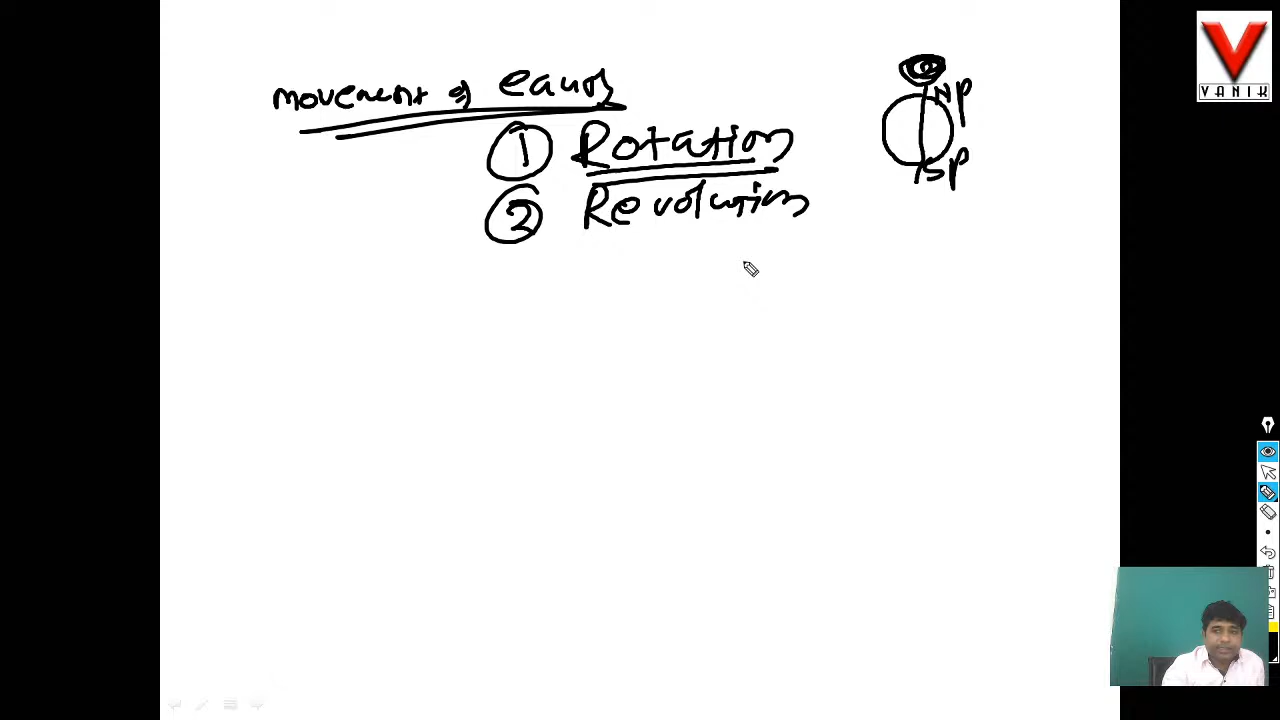 movement of earth
① Rotation
② Revolution
NP
SP
VANIK